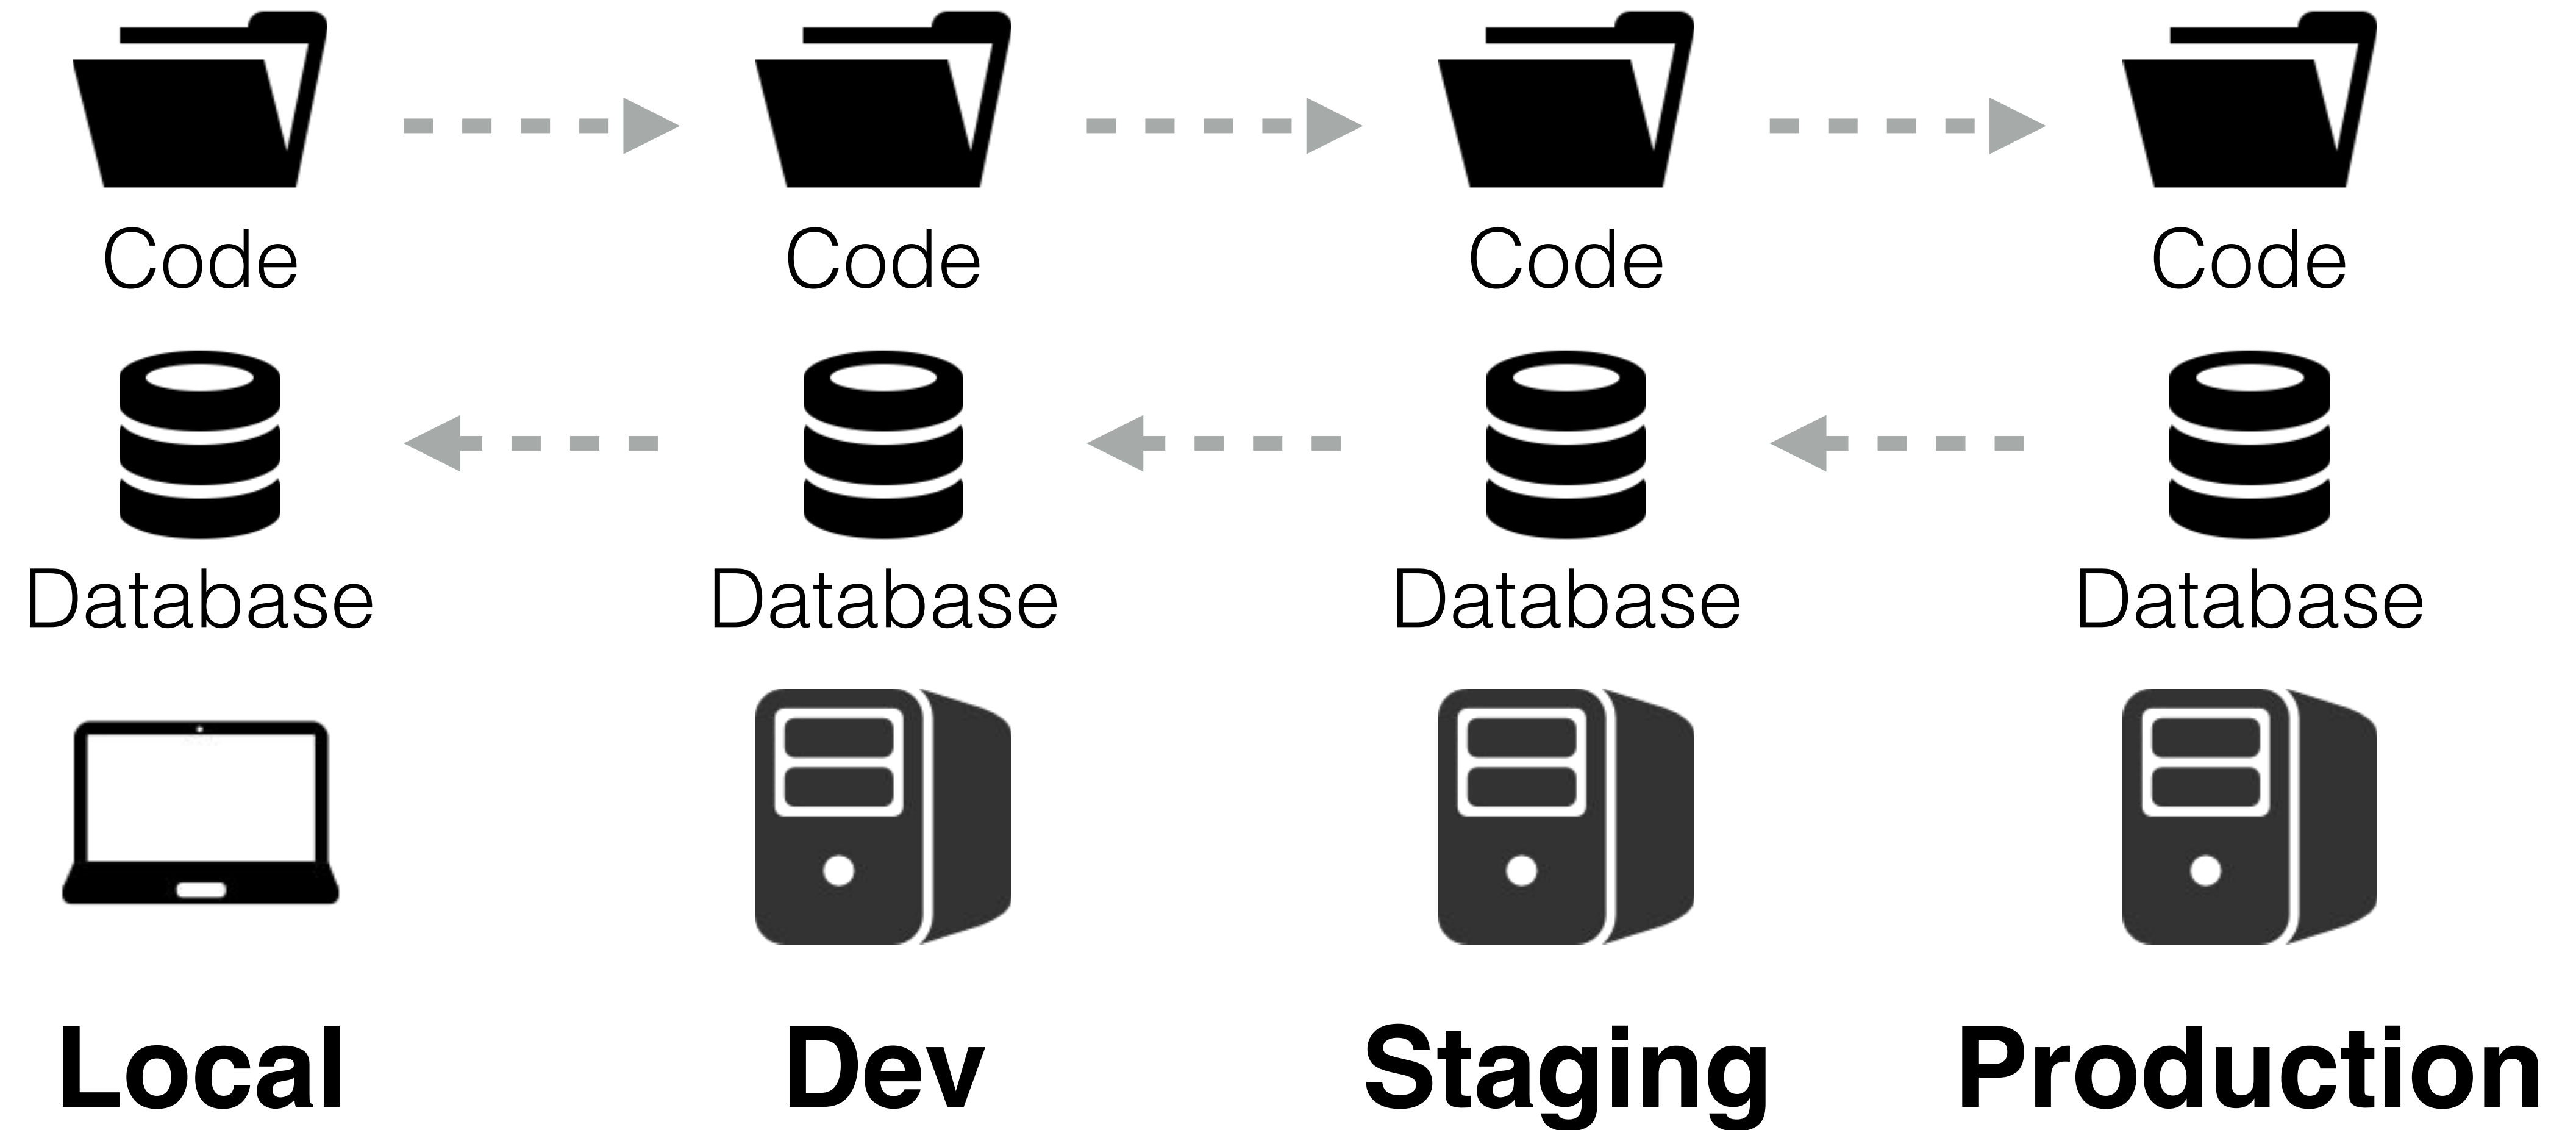 Code Code Code Code
Database Database Database Database
Local Dev Staging Production